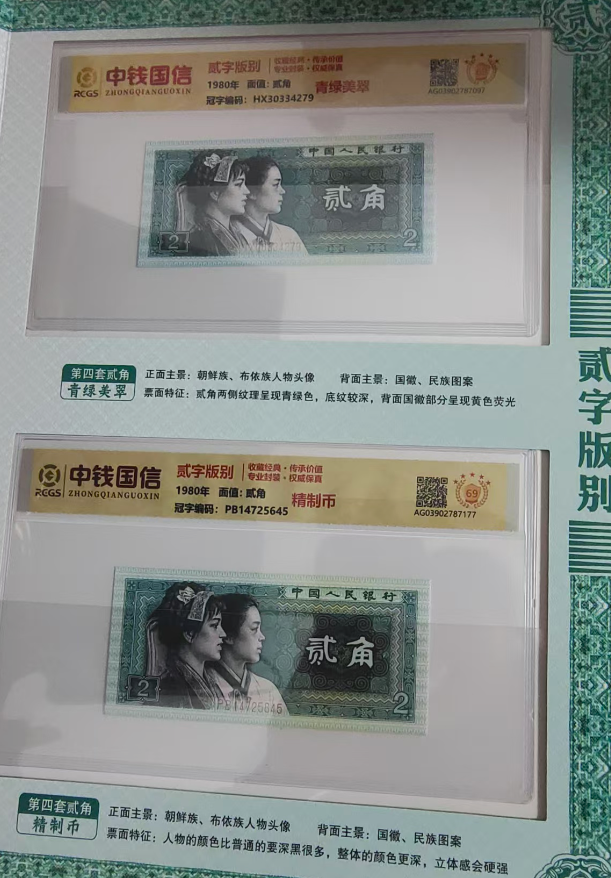 贰
中钱国信
RCGS ZHONGQIANGUOXIN
贰字版别
收藏经典·传承价值
专业封装·权威保真
1980年 面值:贰角
青绿美翠
冠字编码:HX30334279
AG03902787097
中国人民银行
贰角
2 2
第四套贰角
青绿美翠
正面主景:朝鲜族、布依族人物头像 背面主景:国徽、民族图案
票面特征:贰角两侧纹理呈现青绿色,底纹较深,背面国徽部分呈现黄色荧光
中钱国信
RCGS ZHONGQIANGUOXIN
贰字版别
收藏经典·传承价值
专业封装·权威保真
1980年 面值:贰角
精制币
冠字编码:PB14725645
69
AG03902787177
中国人民银行
贰角
2 2
PB14725645
第四套贰角
精制币
正面主景:朝鲜族、布依族人物头像 背面主景:国徽、民族图案
票面特征:人物的颜色比普通的要深黑很多,整体的颜色更深,立体感会硬强
贰字版别